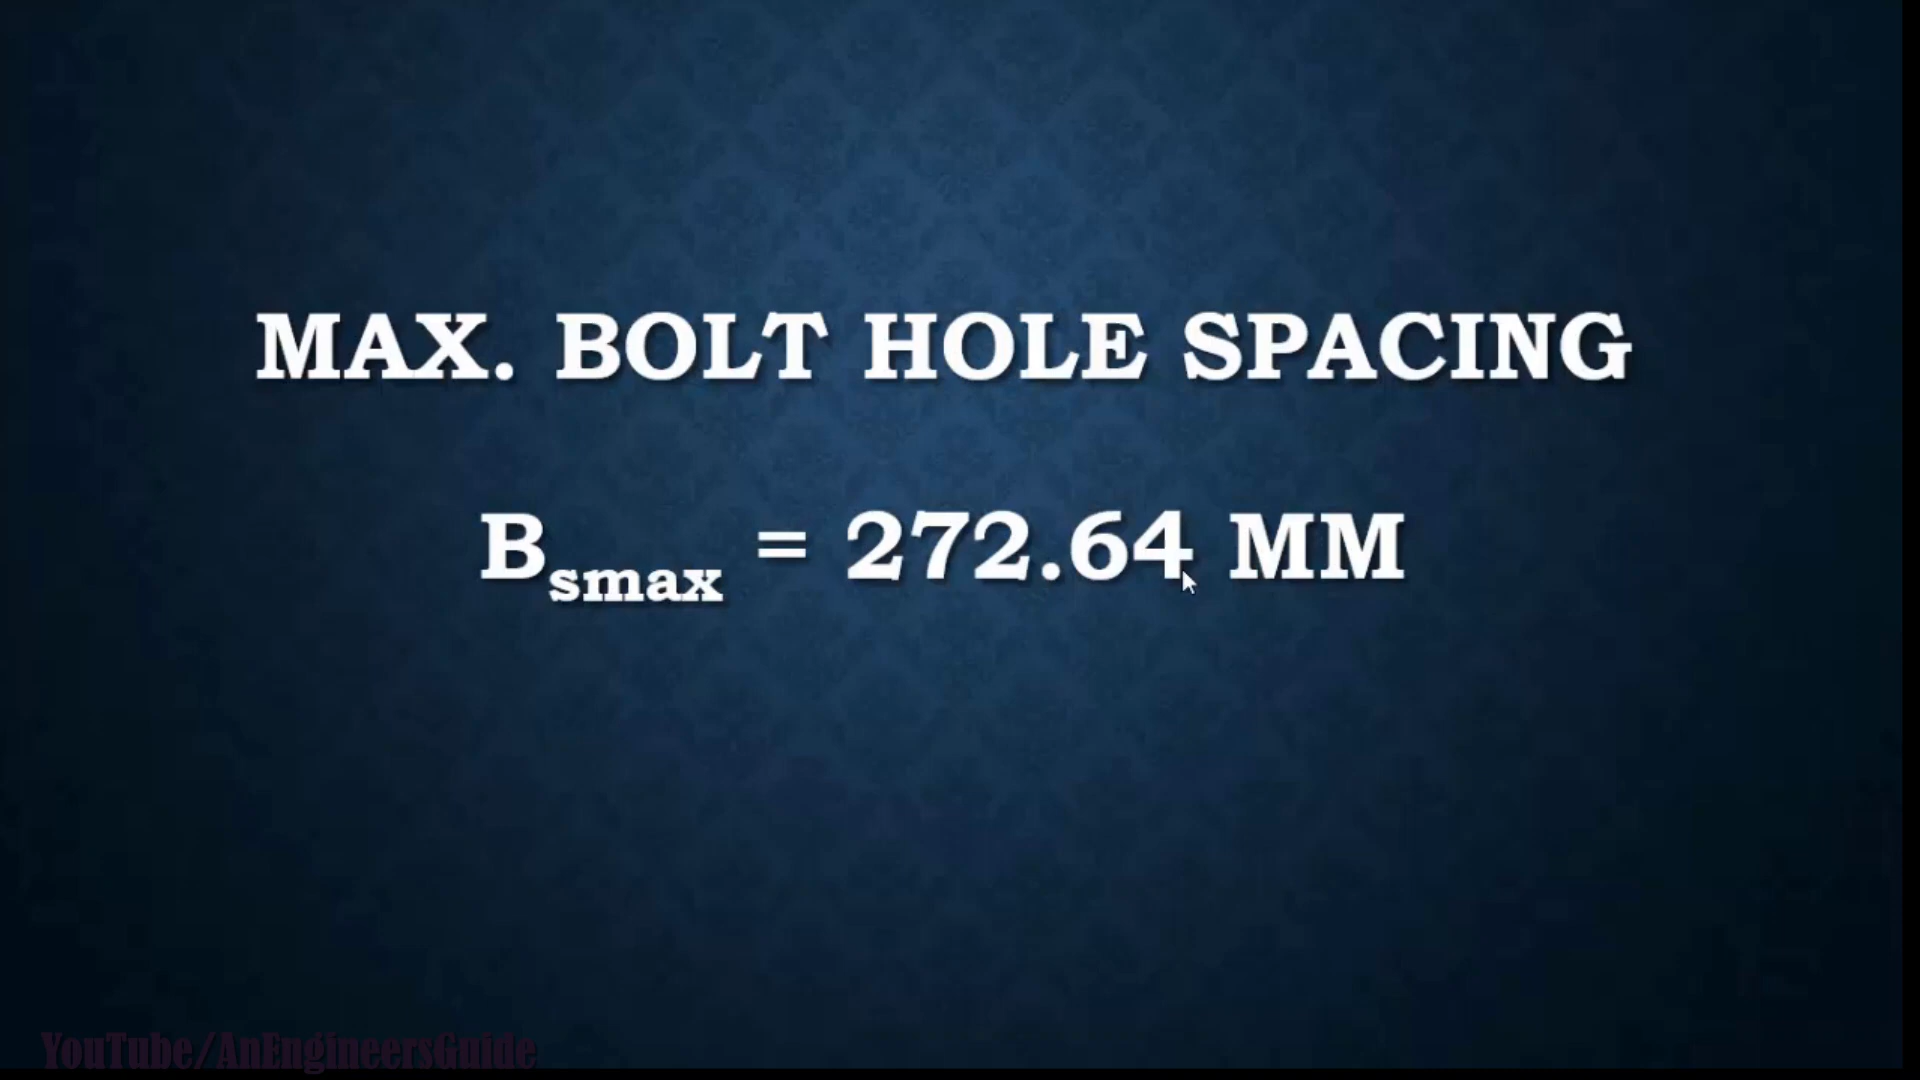 MAX. BOLT HOLE SPACING
Bsmax = 272.64 MM
YouTube/AnEngineersGuide